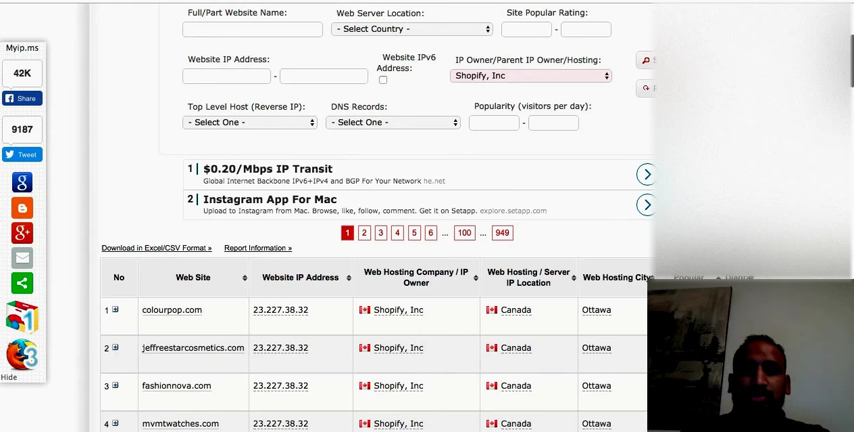 Full/Part Website Name:
Web Server Location:
Site Popular Rating:
- Select Country -
-
Myip.ms
42K
Share
9187
Tweet
Hide
Website IP Address:
Website IPv6
Address:
IP Owner/Parent IP Owner/Hosting:
-
Shopify, Inc
Top Level Host (Reverse IP):
DNS Records:
Popularity (visitors per day):
- Select One -
- Select One -
-
1 $0.20/Mbps IP Transit
Global Internet Backbone IPv6+IPv4 and BGP For Your Network he.net
2 Instagram App For Mac
Upload to Instagram from Mac. Browse, like, follow, comment. Get it on Setapp. explore.setapp.com
1 2 3 4 5 6 ... 100 ... 949
Download in Excel/CSV Format » Report Information »
No Web Site Website IP Address Web Hosting Company / IP Owner Web Hosting / Server IP Location Web Hosting City
1 colourpop.com 23.227.38.32 Shopify, Inc Canada Ottawa
2 jeffreestarcosmetics.com 23.227.38.32 Shopify, Inc Canada Ottawa
3 fashionnova.com 23.227.38.32 Shopify, Inc Canada Ottawa
4 mvmtwatches.com 23.227.38.32 Shopify, Inc Canada Ottawa